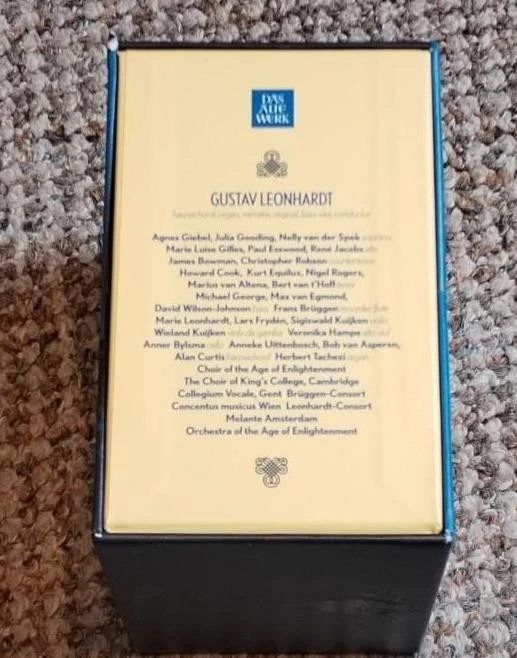 DAS
ALTE
WERK
GUSTAV LEONHARDT
harpsichord, organ, narrator, virginal, bass viol, conductor
Agnes Giebel, Julia Gooding, Nelly van der Spek soprano
Marie Luise Gilles, Paul Esswood, René Jacobs alto
James Bowman, Christopher Robson countertenor
Howard Cook, Kurt Equiluz, Nigel Rogers,
Marius van Altena, Bert van t'Hoff tenor
Michael George, Max van Egmond,
David Wilson-Johnson bass Frans Brüggen recorder, flute
Marie Leonhardt, Lars Frydén, Sigiswald Kuijken violin
Wieland Kuijken viola da gamba Veronika Hampe alto viol
Anner Bylsma cello Anneke Uittenbosch, Bob van Asperen,
Alan Curtis harpsichord Herbert Tachezi organ
Choir of the Age of Enlightenment
The Choir of King's College, Cambridge
Collegium Vocale, Gent Brüggen-Consort
Concentus musicus Wien Leonhardt-Consort
Melante Amsterdam
Orchestra of the Age of Enlightenment